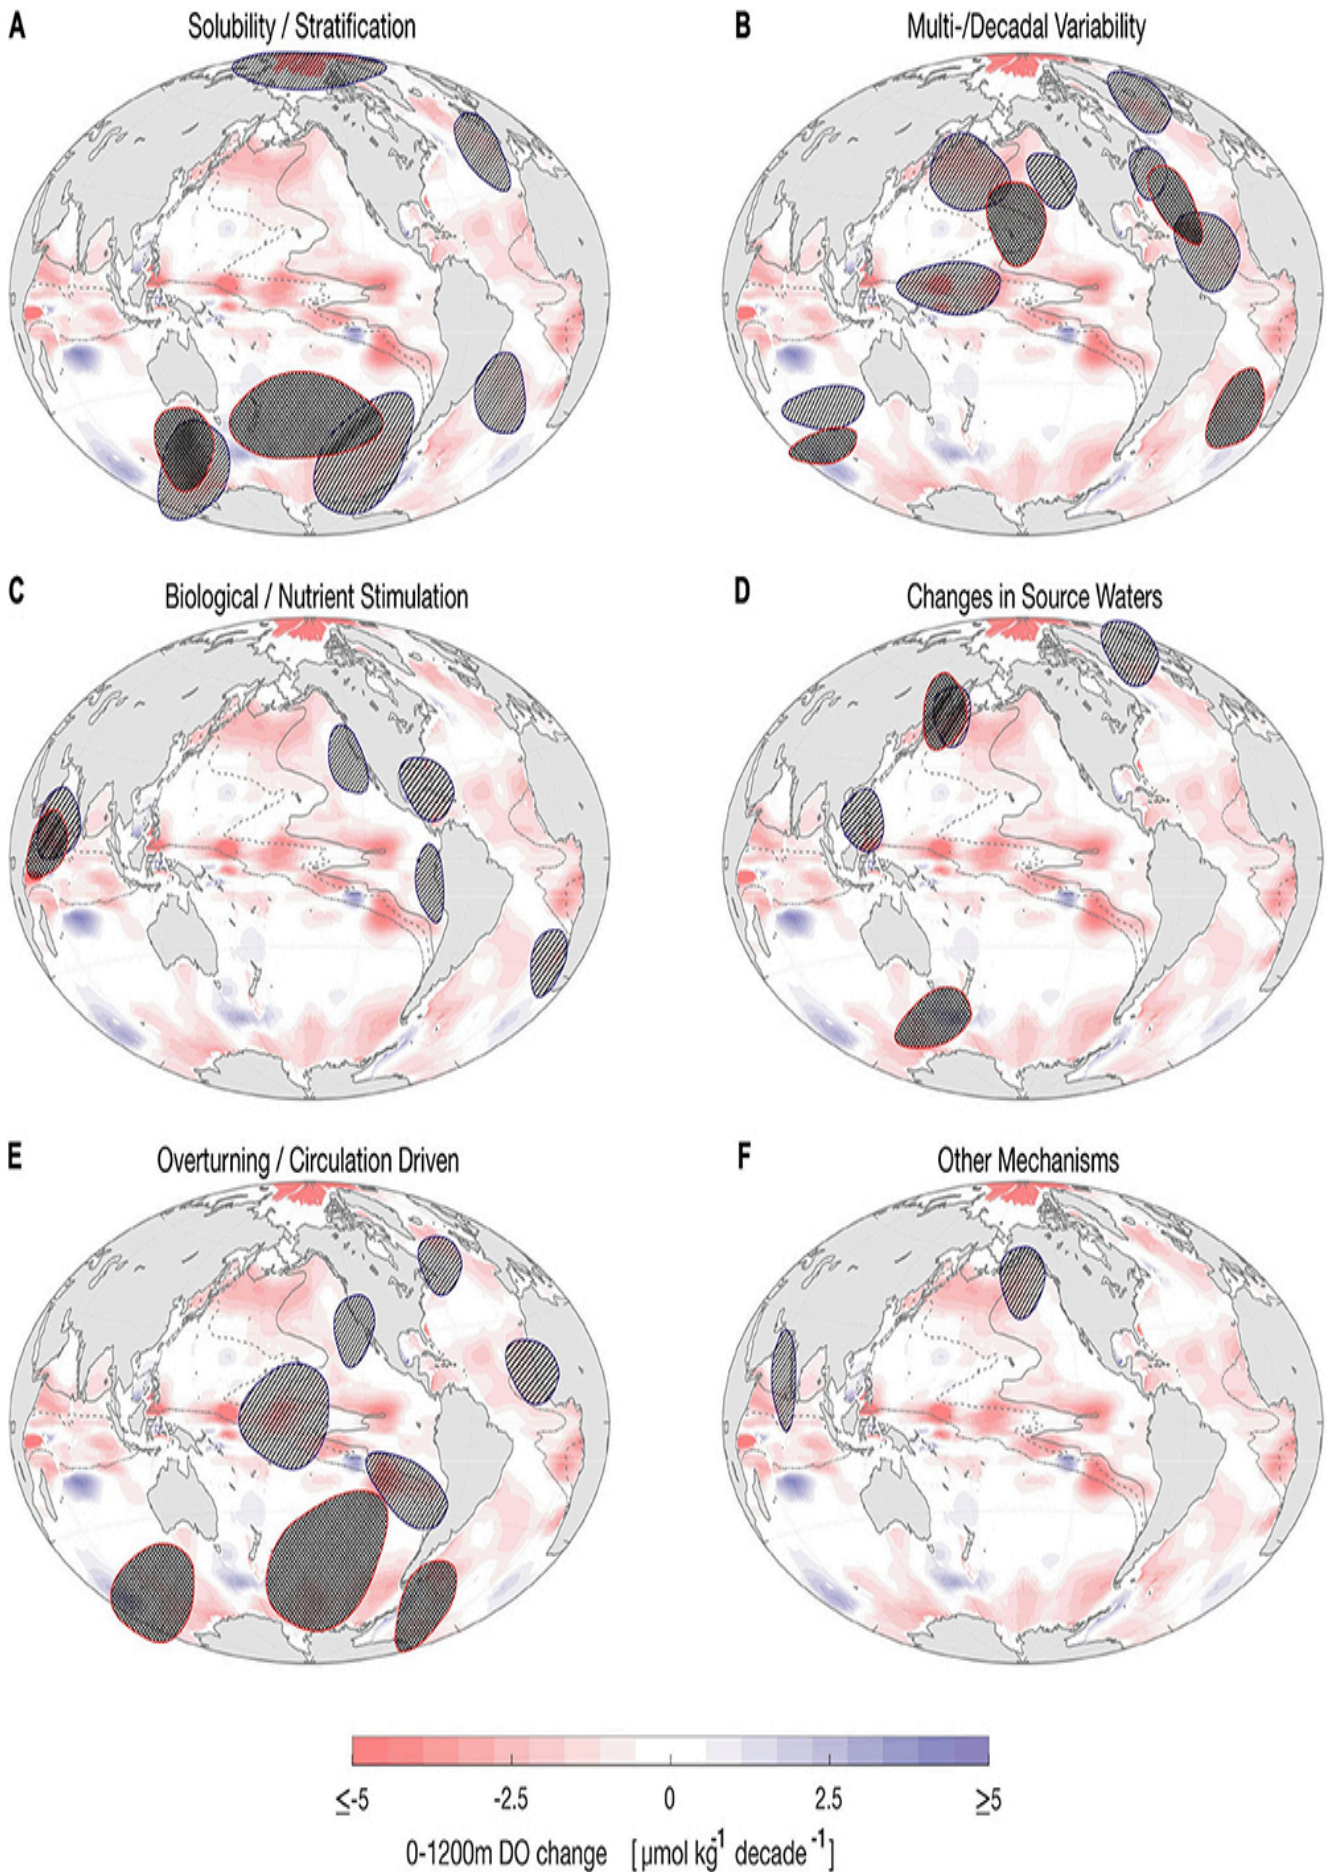 A Solubility / Stratification
B Multi-/Decadal Variability
C Biological / Nutrient Stimulation
D Changes in Source Waters
E Overturning / Circulation Driven
F Other Mechanisms
≤-5 -2.5 0 2.5 ≥5
0-1200m DO change [µmol kg⁻¹ decade⁻¹]